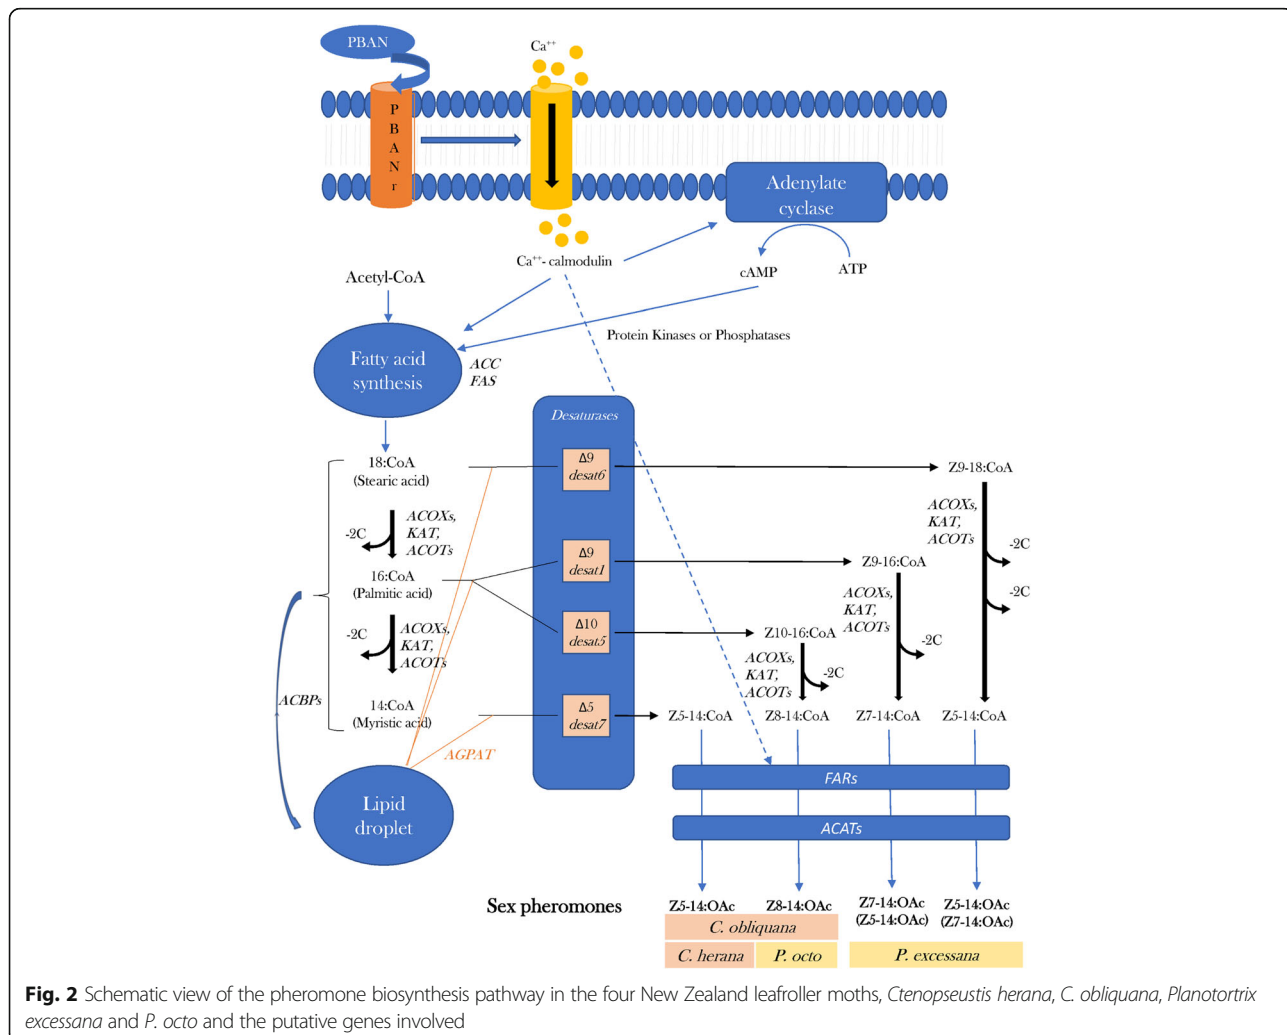 PBAN
Ca++
P
B
A
N
r
Adenylate
cyclase
Ca++- calmodulin
cAMP
ATP
Acetyl-CoA
Protein Kinases or Phosphatases
Fatty acid
synthesis
ACC
FAS
Desaturases
18:CoA
(Stearic acid)
Δ9
desat6
Z9-18:CoA
ACOXs,
KAT,
ACOTs
-2C
ACOXs,
KAT,
ACOTs
-2C
-2C
16:CoA
(Palmitic acid)
Δ9
desat1
Z9-16:CoA
ACOXs,
KAT,
ACOTs
-2C
Δ10
desat5
Z10-16:CoA
ACOXs,
KAT,
ACOTs
-2C
ACOXs,
KAT,
ACOTs
-2C
ACBPs
14:CoA
(Myristic acid)
Δ5
desat7
Z5-14:CoA
Z8-14:CoA
Z7-14:CoA
Z5-14:CoA
AGPAT
Lipid
droplet
FARs
ACATs
Sex pheromones
Z5-14:OAc
Z8-14:OAc
Z7-14:OAc
(Z5-14:OAc)
Z5-14:OAc
(Z7-14:OAc)
C. obliquana
C. herana
P. octo
P. excessana
Fig. 2 Schematic view of the pheromone biosynthesis pathway in the four New Zealand leafroller moths, Ctenopseustis herana, C. obliquana, Planotortrix
excessana and P. octo and the putative genes involved